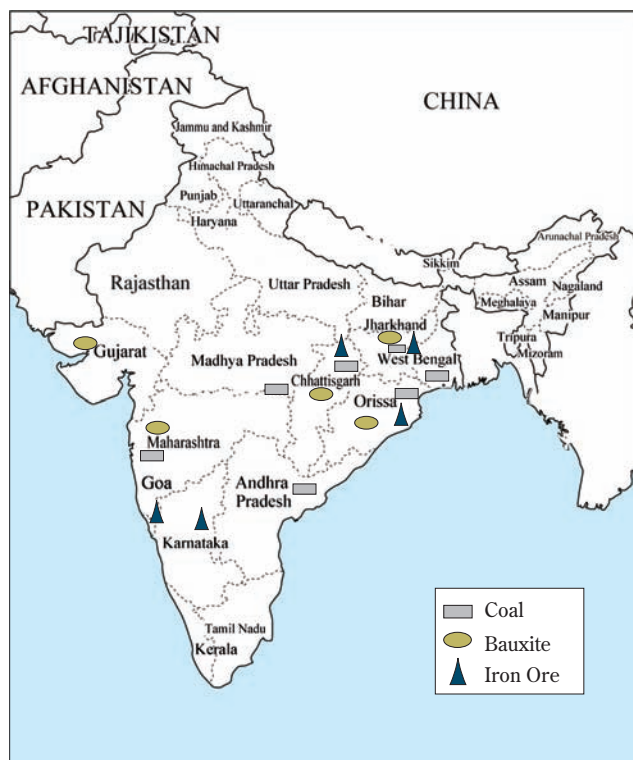 TAJIKISTAN
AFGHANISTAN
CHINA
Jammu and Kashmir
Himachal Pradesh
PAKISTAN
Punjab
Uttaranchal
Haryana
Arunachal Pradesh
Sikkim
Rajasthan
Uttar Pradesh
Assam
Nagaland
Bihar
Meghalaya
Manipur
Jharkhand
Tripura
Gujarat
Madhya Pradesh
West Bengal
Mizoram
Chhattisgarh
Orissa
Maharashtra
Goa
Andhra
Pradesh
Karnataka
Coal
Bauxite
Tamil Nadu
Kerala
Iron Ore